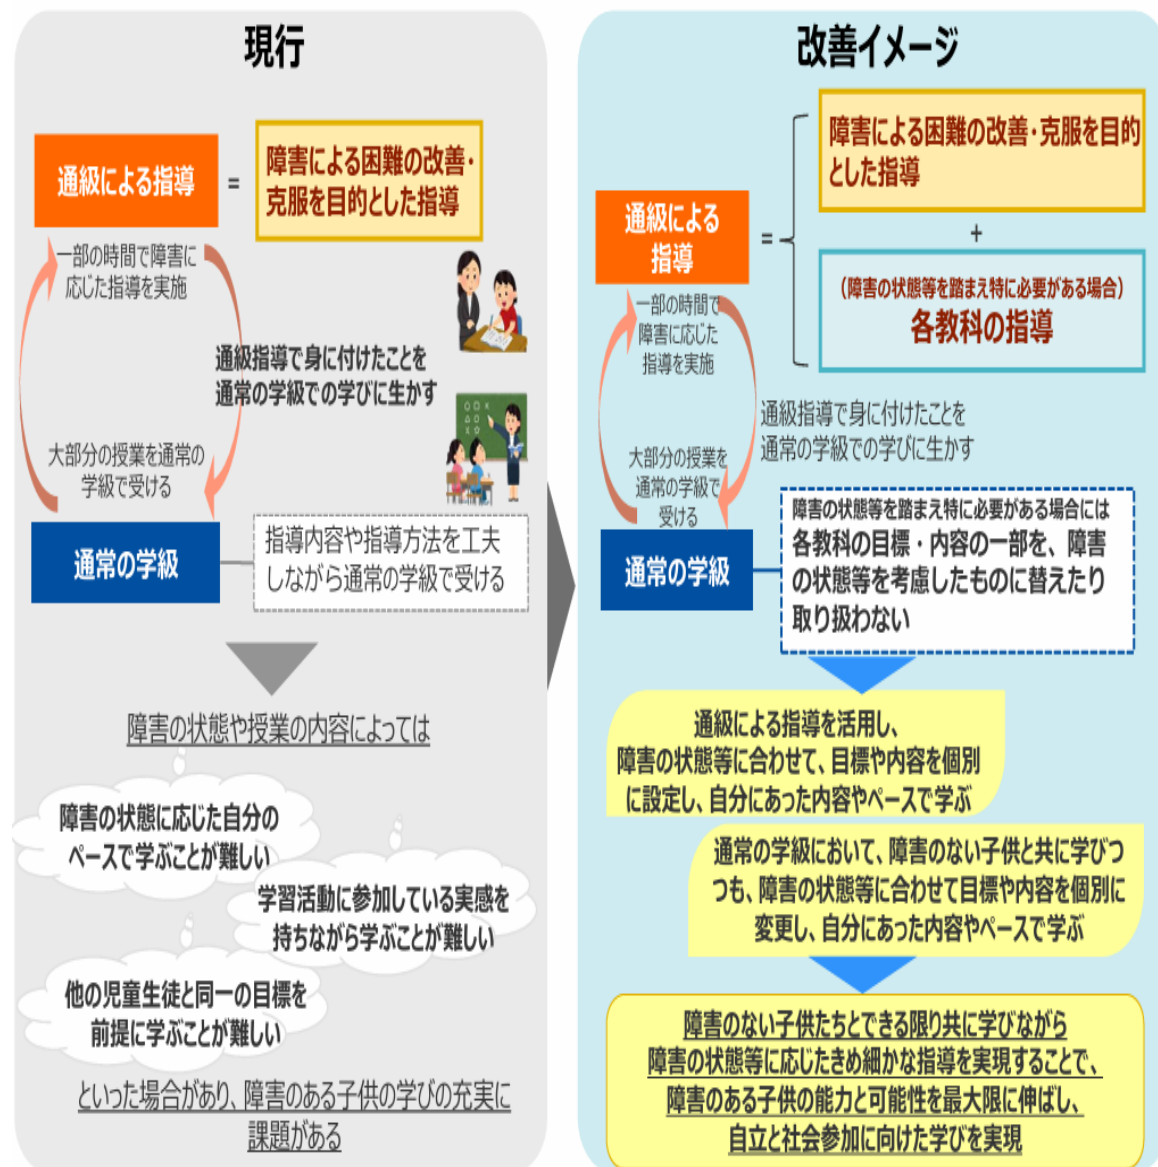 現行
通級による指導
=
障害による困難の改善・
克服を目的とした指導
一部の時間で障害に
応じた指導を実施
通級指導で身に付けたことを
通常の学級での学びに生かす
大部分の授業を通常の
学級で受ける
通常の学級
指導内容や指導方法を工夫
しながら通常の学級で受ける
障害の状態や授業の内容によっては
障害の状態に応じた自分の
ペースで学ぶことが難しい
学習活動に参加している実感を
持ちながら学ぶことが難しい
他の児童生徒と同一の目標を
前提に学ぶことが難しい
といった場合があり、障害のある子供の学びの充実に
課題がある
改善イメージ
通級による
指導
=
障害による困難の改善・克服を目的
とした指導
+
（障害の状態等を踏まえ特に必要がある場合）
各教科の指導
一部の時間で
障害に応じた
指導を実施
通級指導で身に付けたことを
通常の学級での学びに生かす
大部分の授業を
通常の学級で
受ける
通常の学級
障害の状態等を踏まえ特に必要がある場合には
各教科の目標・内容の一部を、障害
の状態等を考慮したものに替えたり
取り扱わない
通級による指導を活用し、
障害の状態等に合わせて、目標や内容を個別
に設定し、自分にあった内容やペースで学ぶ
通常の学級において、障害のない子供と共に学びつ
つも、障害の状態等に合わせて目標や内容を個別に
変更し、自分にあった内容やペースで学ぶ
障害のない子供たちとできる限り共に学びながら
障害の状態等に応じたきめ細かな指導を実現することで、
障害のある子供の能力と可能性を最大限に伸ばし、
自立と社会参加に向けた学びを実現